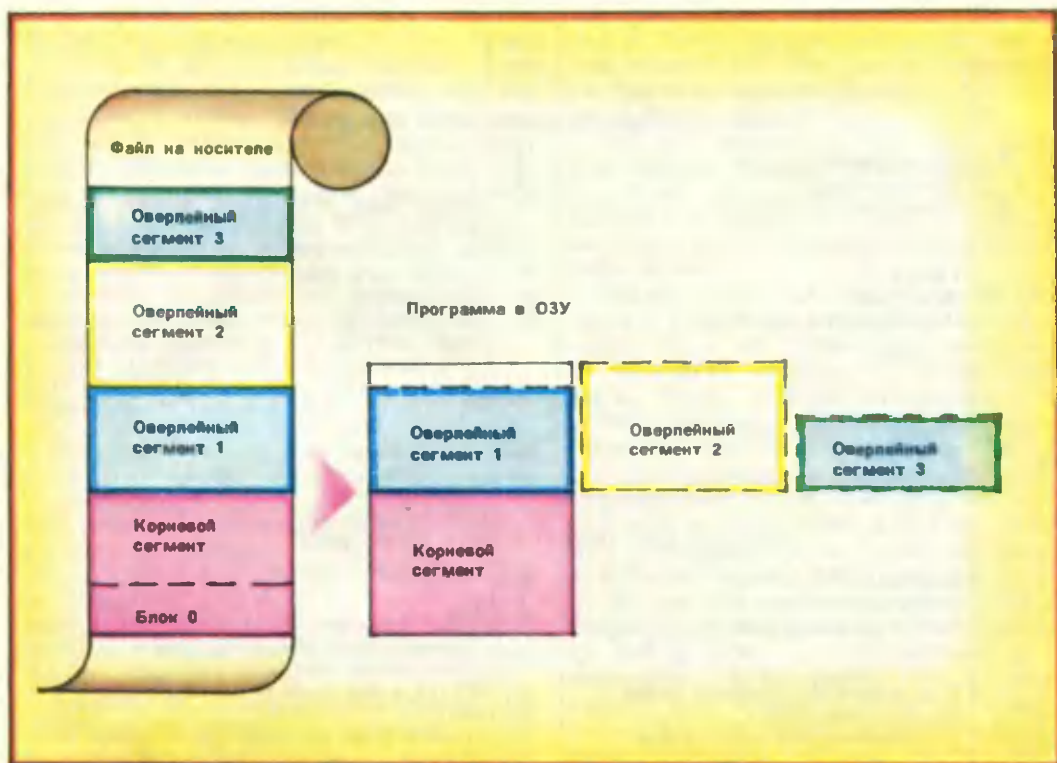 Файл на носителе
Оверлейный
сегмент 3
Оверлейный
сегмент 2
Оверлейный
сегмент 1
Корневой
сегмент
Блок 0
Программа в ОЗУ
Оверлейный
сегмент 1
Корневой
сегмент
Оверлейный
сегмент 2
Оверлейный
сегмент 3